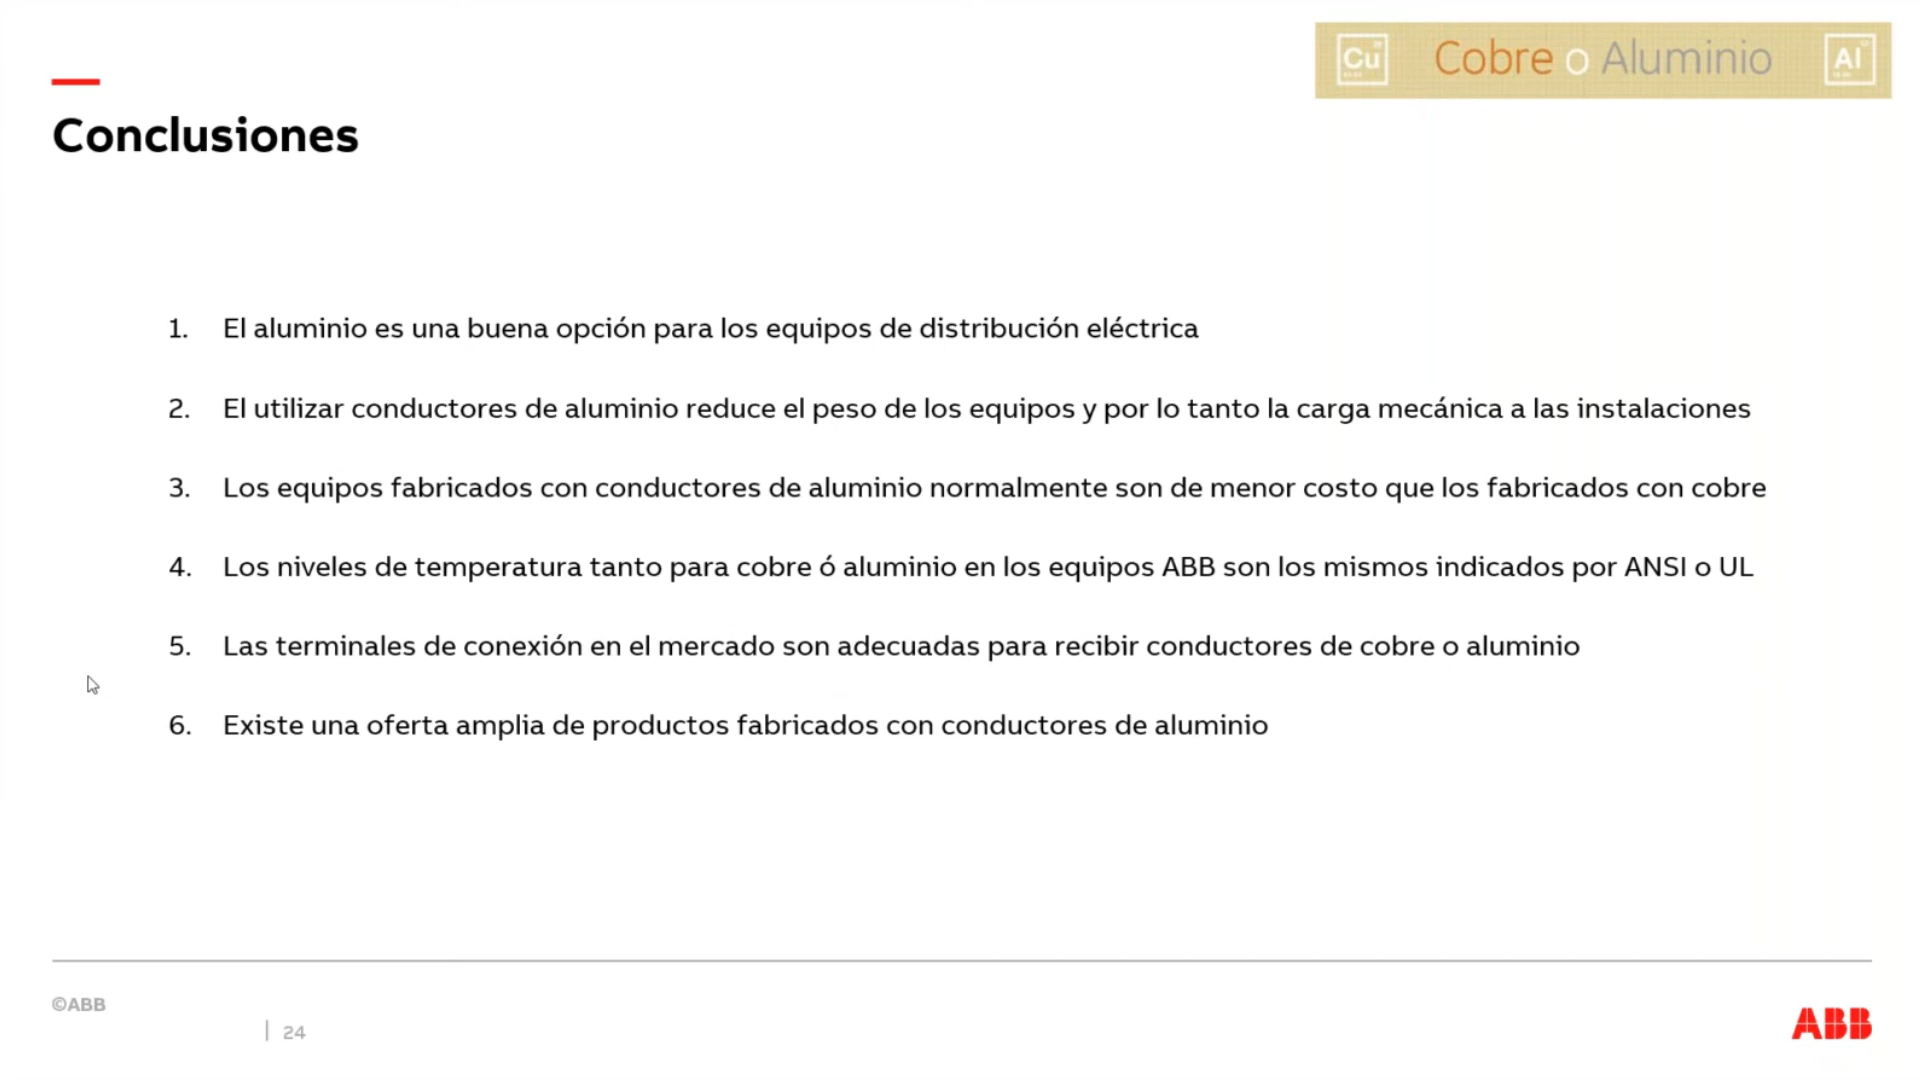 Cu Cobre o Aluminio Al
Conclusiones
1. El aluminio es una buena opción para los equipos de distribución eléctrica
2. El utilizar conductores de aluminio reduce el peso de los equipos y por lo tanto la carga mecánica a las instalaciones
3. Los equipos fabricados con conductores de aluminio normalmente son de menor costo que los fabricados con cobre
4. Los niveles de temperatura tanto para cobre ó aluminio en los equipos ABB son los mismos indicados por ANSI o UL
5. Las terminales de conexión en el mercado son adecuadas para recibir conductores de cobre o aluminio
6. Existe una oferta amplia de productos fabricados con conductores de aluminio
©ABB
| 24
ABB